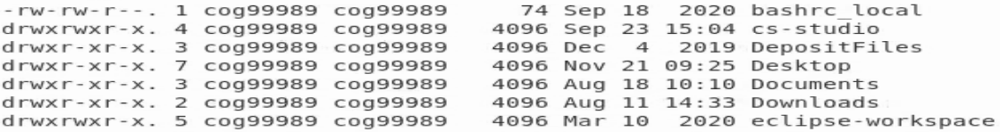 -rw-rw-r--. 1 cog99989 cog99989    74 Sep 18  2020 bashrc_local
drwxrwxr-x. 4 cog99989 cog99989  4096 Sep 23 15:04 cs-studio
drwxr-xr-x. 3 cog99989 cog99989  4096 Dec  4  2019 DepositFiles
drwxr-xr-x. 7 cog99989 cog99989  4096 Nov 21 09:25 Desktop
drwxr-xr-x. 3 cog99989 cog99989  4096 Aug 18 10:10 Documents
drwxr-xr-x. 2 cog99989 cog99989  4096 Aug 11 14:33 Downloads
drwxrwxr-x. 5 cog99989 cog99989  4096 Mar 10  2020 eclipse-workspace